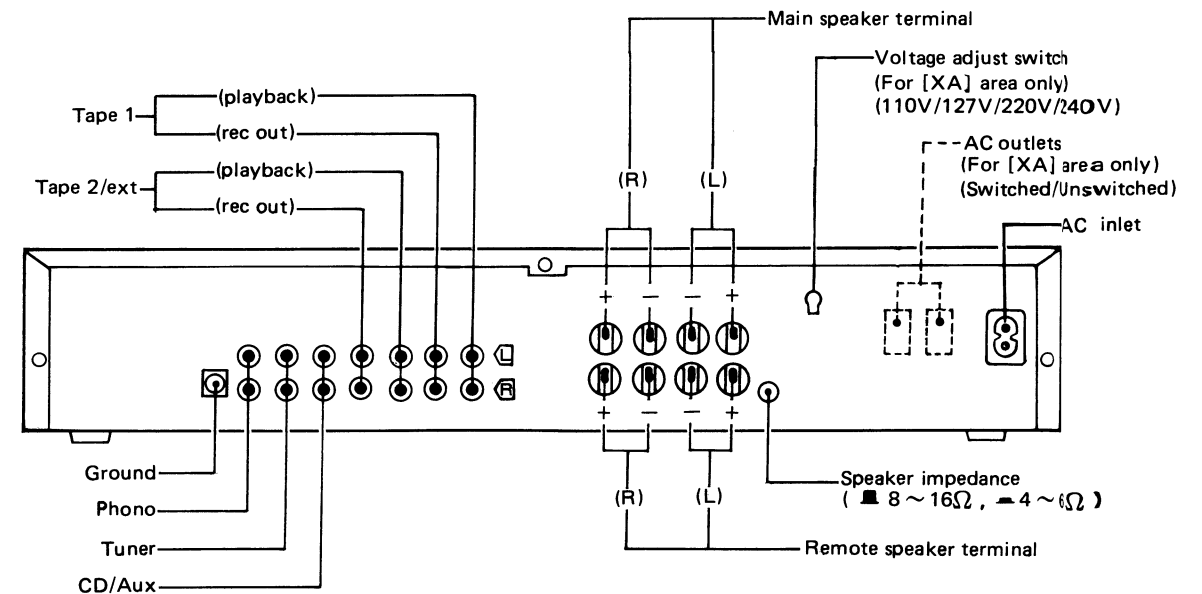 Main speaker terminal
Voltage adjust switch
(For [XA] area only)
(110V/127V/220V/240V)
Tape 1
(playback)
(rec out)
AC outlets
(For [XA] area only)
(Switched/Unswitched)
Tape 2/ext
(playback)
(rec out)
(R)
(L)
AC inlet
+ − − +
L
R
+ − − +
Ground
Speaker impedance
( 8 ~ 16Ω , 4 ~ 6Ω )
(R)
(L)
Phono
Tuner
Remote speaker terminal
CD/Aux